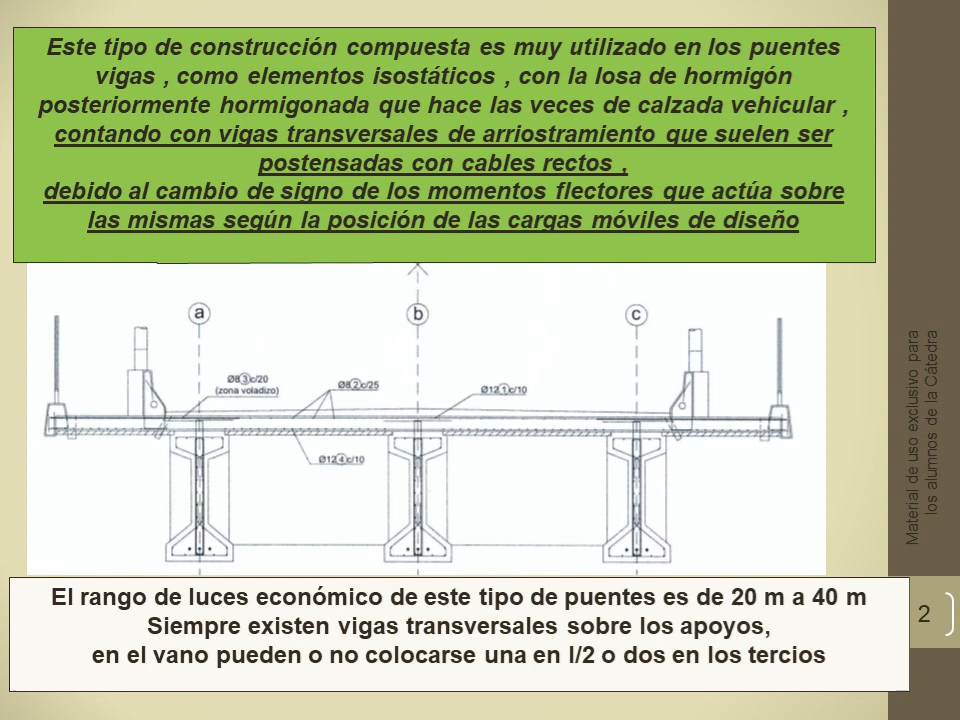 Este tipo de construcción compuesta es muy utilizado en los puentes
vigas , como elementos isostáticos , con la losa de hormigón
posteriormente hormigonada que hace las veces de calzada vehicular ,
contando con vigas transversales de arriostramiento que suelen ser
postensadas con cables rectos ,
debido al cambio de signo de los momentos flectores que actúa sobre
las mismas según la posición de las cargas móviles de diseño
a
b
c
Ø8 3 c/20
(zona voladizo)
Ø8 2 c/25
Ø12 1 c/10
Ø12 4 c/10
El rango de luces económico de este tipo de puentes es de 20 m a 40 m
Siempre existen vigas transversales sobre los apoyos,
en el vano pueden o no colocarse una en l/2 o dos en los tercios
Material de uso exclusivo para
los alumnos de la Cátedra
2